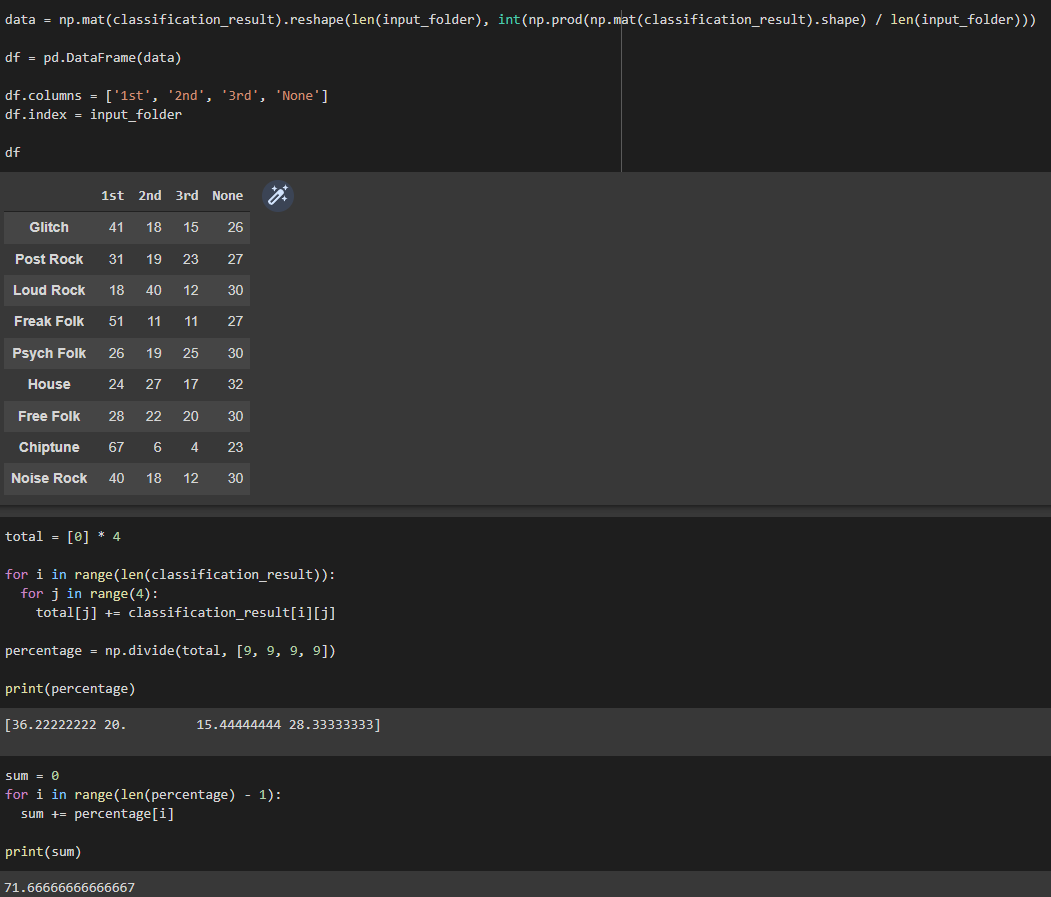 data = np.mat(classification_result).reshape(len(input_folder), int(np.prod(np.mat(classification_result).shape) / len(input_folder)))
df = pd.DataFrame(data)
df.columns = ['1st', '2nd', '3rd', 'None']
df.index = input_folder
df
1st 2nd 3rd None
Glitch 41 18 15 26
Post Rock 31 19 23 27
Loud Rock 18 40 12 30
Freak Folk 51 11 11 27
Psych Folk 26 19 25 30
House 24 27 17 32
Free Folk 28 22 20 30
Chiptune 67 6 4 23
Noise Rock 40 18 12 30
total = [0] * 4
for i in range(len(classification_result)):
  for j in range(4):
    total[j] += classification_result[i][j]
percentage = np.divide(total, [9, 9, 9, 9])
print(percentage)
[36.22222222 20.         15.44444444 28.33333333]
sum = 0
for i in range(len(percentage) - 1):
  sum += percentage[i]
print(sum)
71.66666666666667